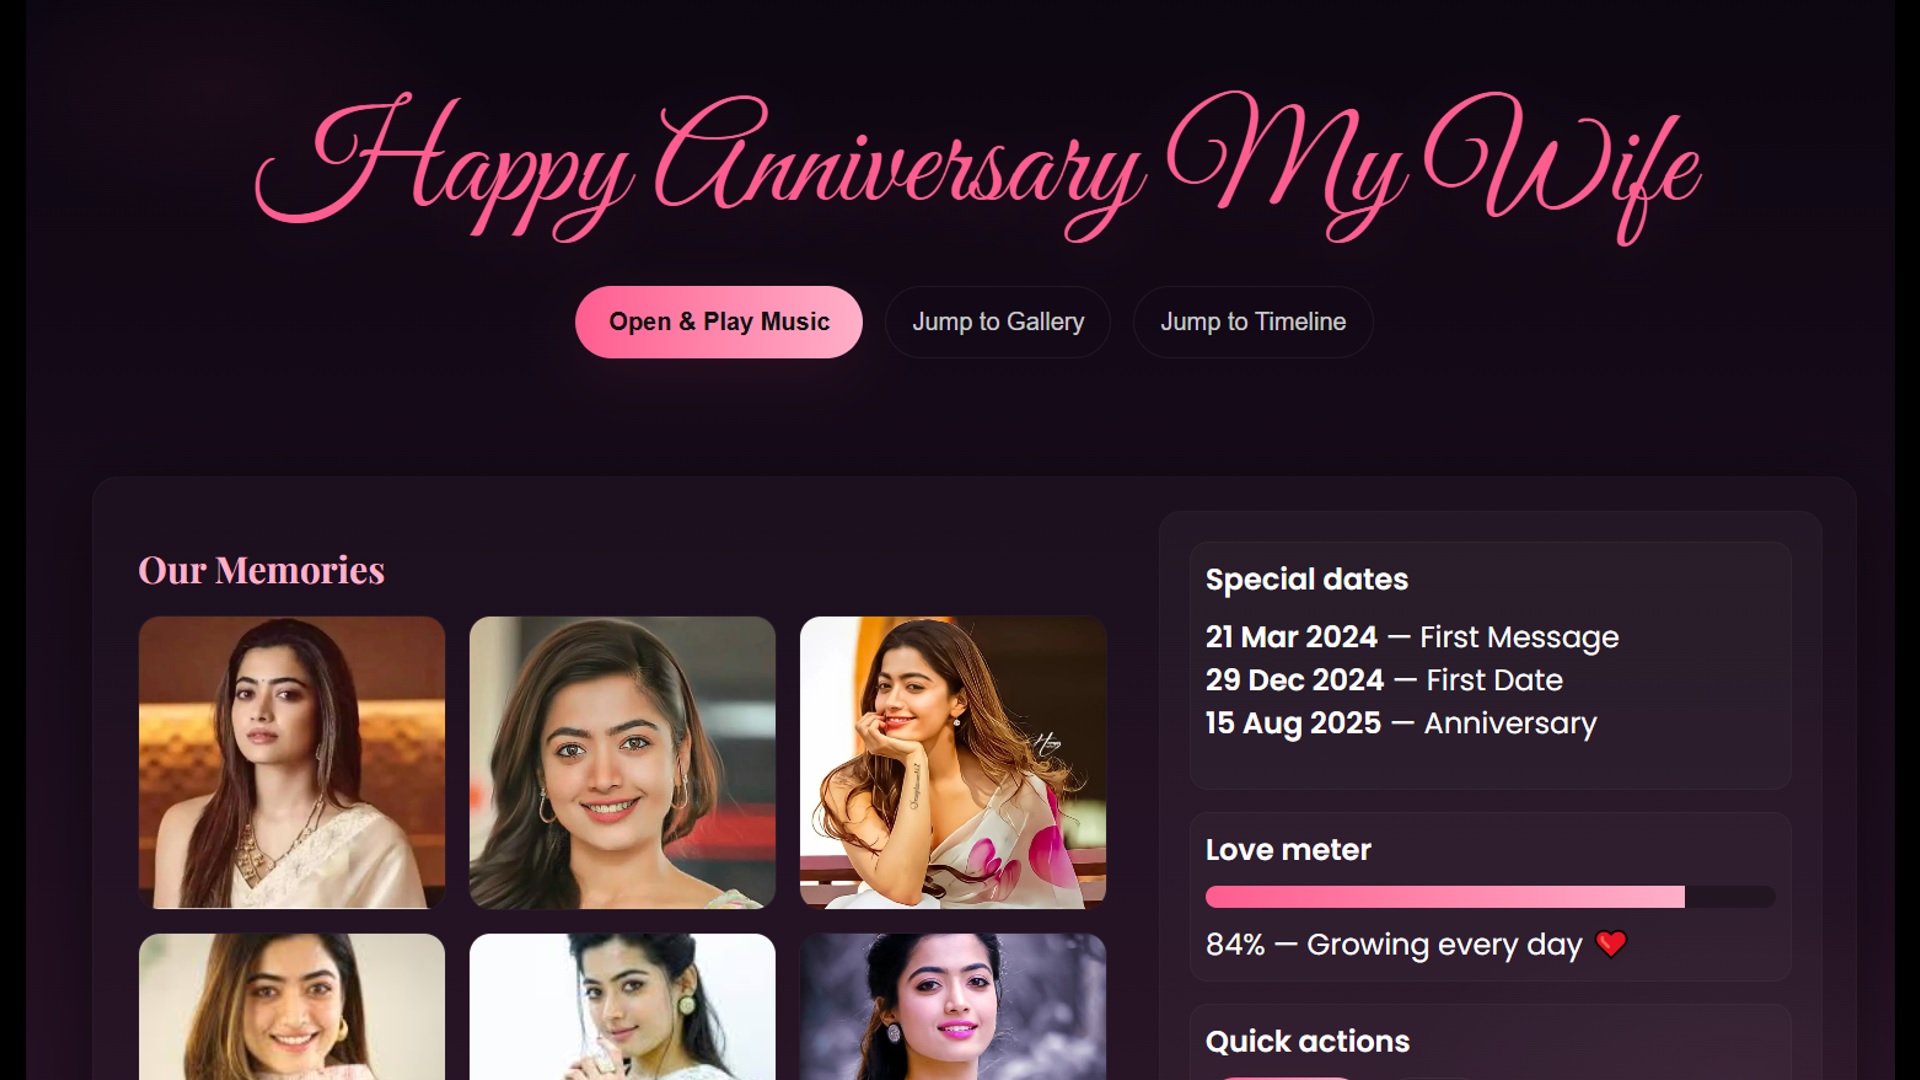 Happy Anniversary My Wife
Open & Play Music
Jump to Gallery
Jump to Timeline
Our Memories
Special dates
21 Mar 2024 — First Message
29 Dec 2024 — First Date
15 Aug 2025 — Anniversary
Love meter
84% — Growing every day ❤️
Quick actions